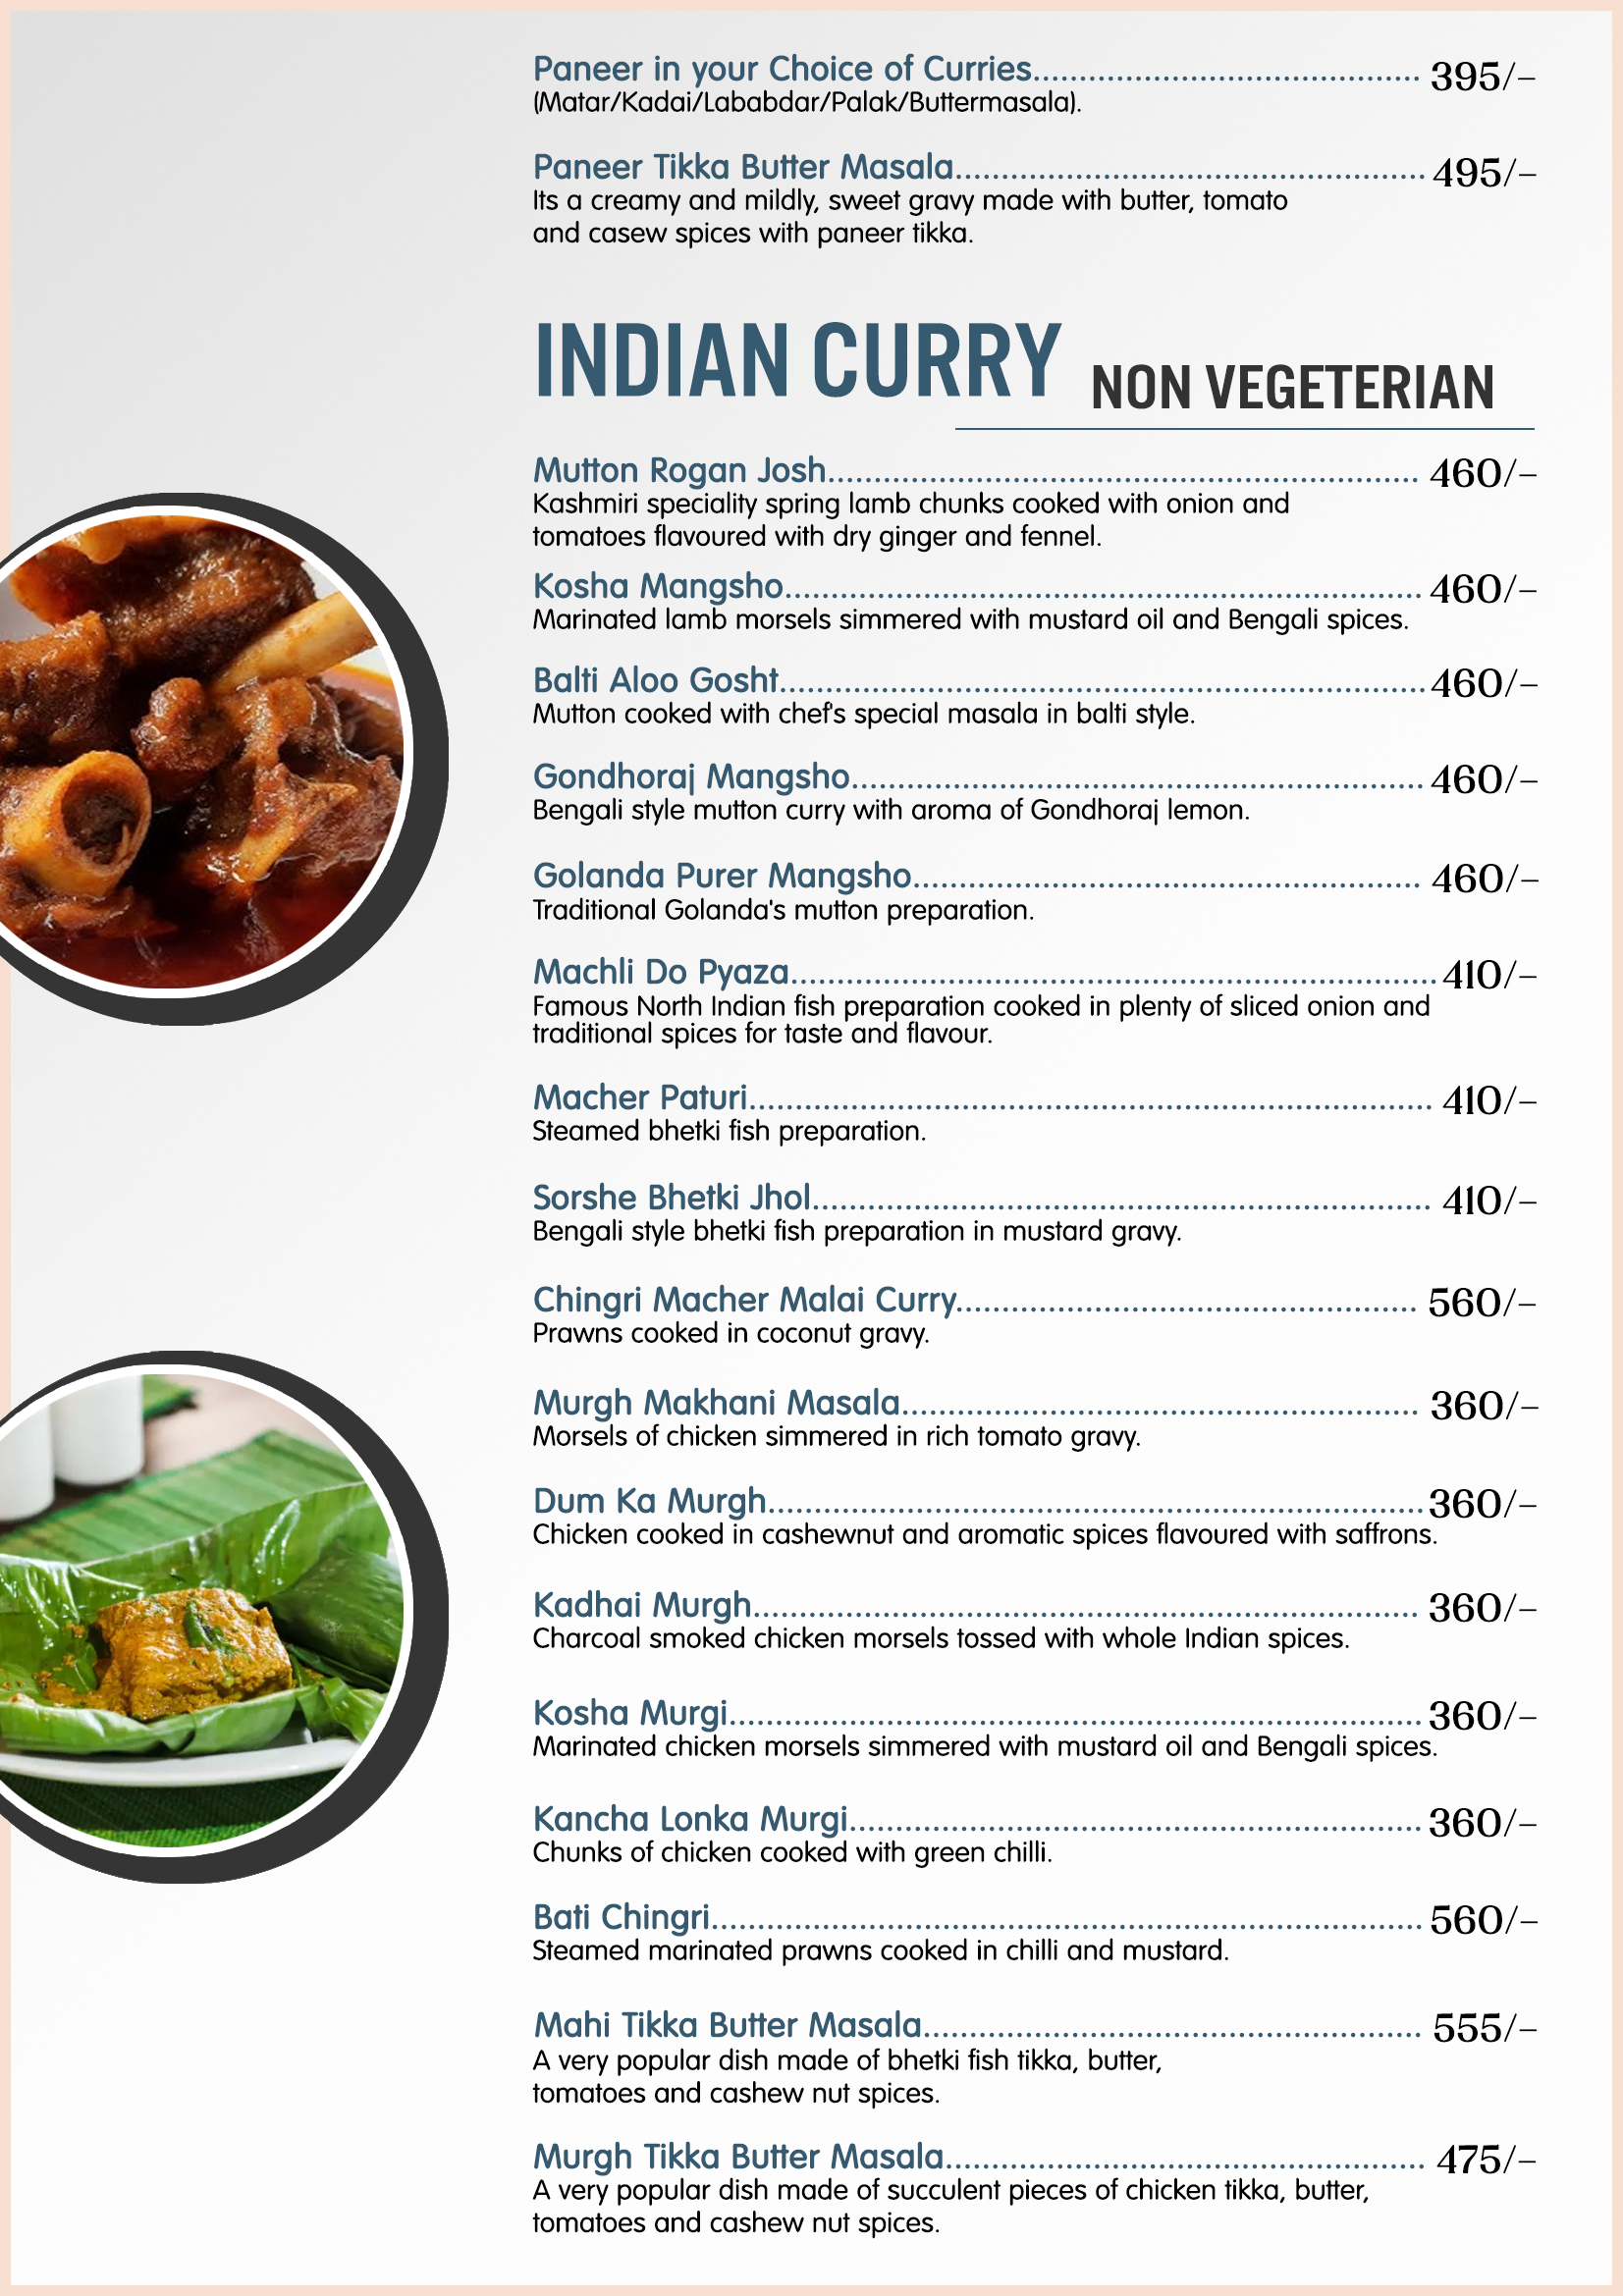 Paneer in your Choice of Curries........................................ 395/–
(Matar/Kadai/Lababdar/Palak/Buttermasala).
Paneer Tikka Butter Masala........................................ 495/–
Its a creamy and mildly, sweet gravy made with butter, tomato
and casew spices with paneer tikka.
INDIAN CURRY NON VEGETERIAN
Mutton Rogan Josh........................................ 460/–
Kashmiri speciality spring lamb chunks cooked with onion and
tomatoes flavoured with dry ginger and fennel.
Kosha Mangsho........................................ 460/–
Marinated lamb morsels simmered with mustard oil and Bengali spices.
Balti Aloo Gosht........................................ 460/–
Mutton cooked with chef's special masala in balti style.
Gondhoraj Mangsho........................................ 460/–
Bengali style mutton curry with aroma of Gondhoraj lemon.
Golanda Purer Mangsho........................................ 460/–
Traditional Golanda's mutton preparation.
Machli Do Pyaza........................................ 410/–
Famous North Indian fish preparation cooked in plenty of sliced onion and
traditional spices for taste and flavour.
Macher Paturi........................................ 410/–
Steamed bhetki fish preparation.
Sorshe Bhetki Jhol........................................ 410/–
Bengali style bhetki fish preparation in mustard gravy.
Chingri Macher Malai Curry........................................ 560/–
Prawns cooked in coconut gravy.
Murgh Makhani Masala........................................ 360/–
Morsels of chicken simmered in rich tomato gravy.
Dum Ka Murgh........................................ 360/–
Chicken cooked in cashewnut and aromatic spices flavoured with saffrons.
Kadhai Murgh........................................ 360/–
Charcoal smoked chicken morsels tossed with whole Indian spices.
Kosha Murgi........................................ 360/–
Marinated chicken morsels simmered with mustard oil and Bengali spices.
Kancha Lonka Murgi........................................ 360/–
Chunks of chicken cooked with green chilli.
Bati Chingri........................................ 560/–
Steamed marinated prawns cooked in chilli and mustard.
Mahi Tikka Butter Masala........................................ 555/–
A very popular dish made of bhetki fish tikka, butter,
tomatoes and cashew nut spices.
Murgh Tikka Butter Masala........................................ 475/–
A very popular dish made of succulent pieces of chicken tikka, butter,
tomatoes and cashew nut spices.